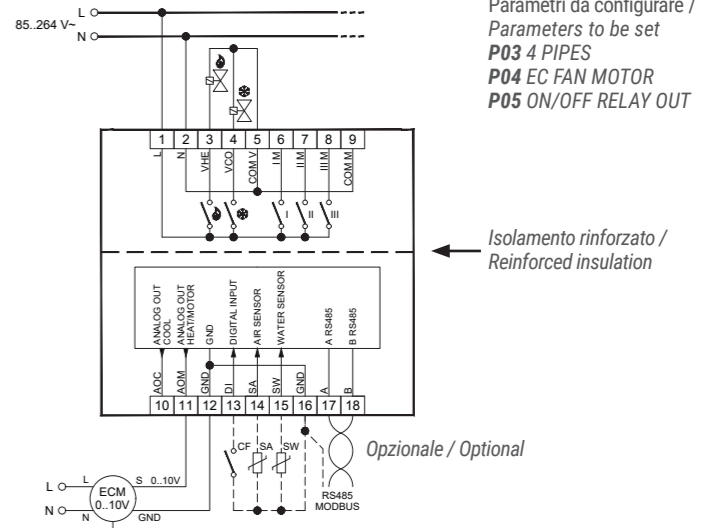 Parametri da configurare /
Parameters to be set
P03 4 PIPES
P04 EC FAN MOTOR
P05 ON/OFF RELAY OUT
L
85..264 V~
N
1 2 3 4 5 6 7 8 9
L
N
VHE
VCO
COM V
I M
II M
III M
COM M
I
II
III
Isolamento rinforzato /
Reinforced insulation
ANALOG OUT
COOL
ANALOG OUT
HEAT/MOTOR
GND
DIGITAL INPUT
AIR SENSOR
WATER SENSOR
A RS485
B RS485
AOC
AOM
GND
DI
SA
SW
GND
A
B
10 11 12 13 14 15 16 17 18
CF
SA
SW
Opzionale / Optional
RS485
MODBUS
L
L
S 0..10V
ECM
0..10V
N
N
GND